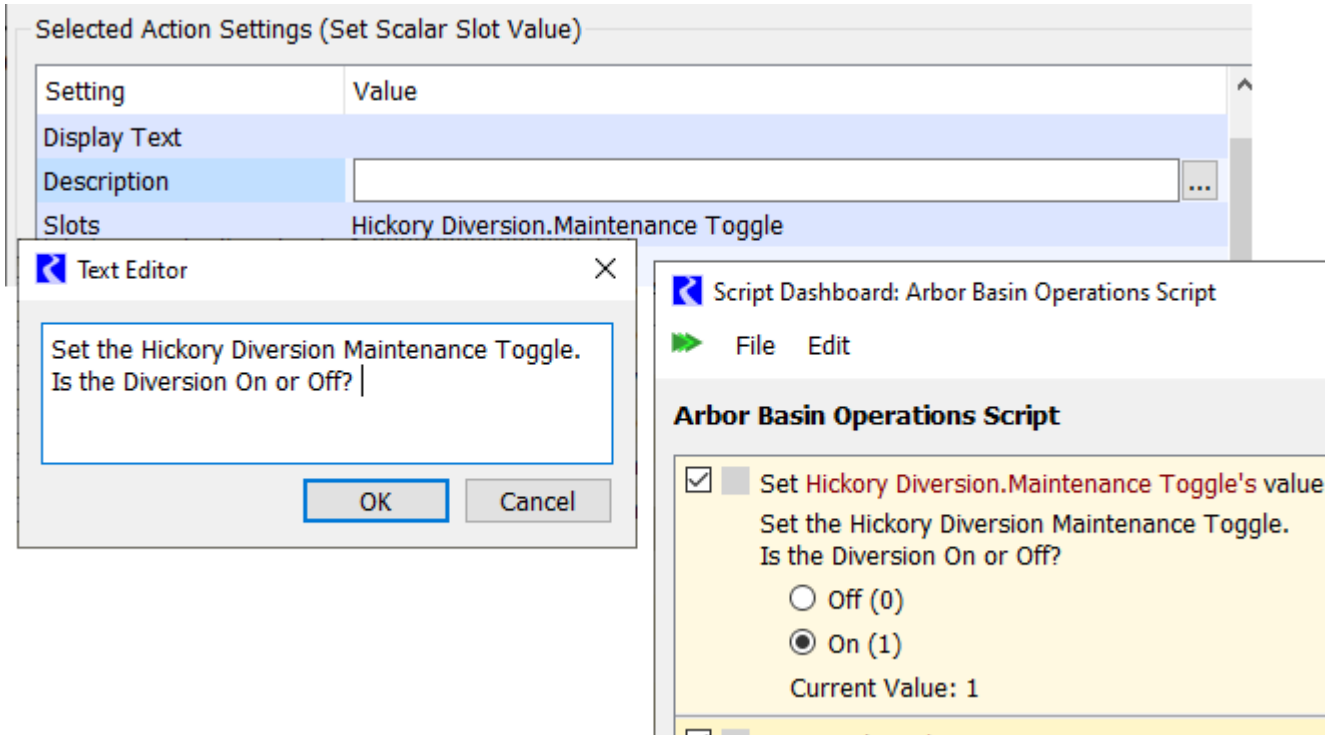 Selected Action Settings (Set Scalar Slot Value)
Setting Value
Display Text
Description ...
Slots Hickory Diversion.Maintenance Toggle
Text Editor
Set the Hickory Diversion Maintenance Toggle.
Is the Diversion On or Off?
OK Cancel
Script Dashboard: Arbor Basin Operations Script
File Edit
Arbor Basin Operations Script
Set Hickory Diversion.Maintenance Toggle's value
Set the Hickory Diversion Maintenance Toggle.
Is the Diversion On or Off?
Off (0)
On (1)
Current Value: 1